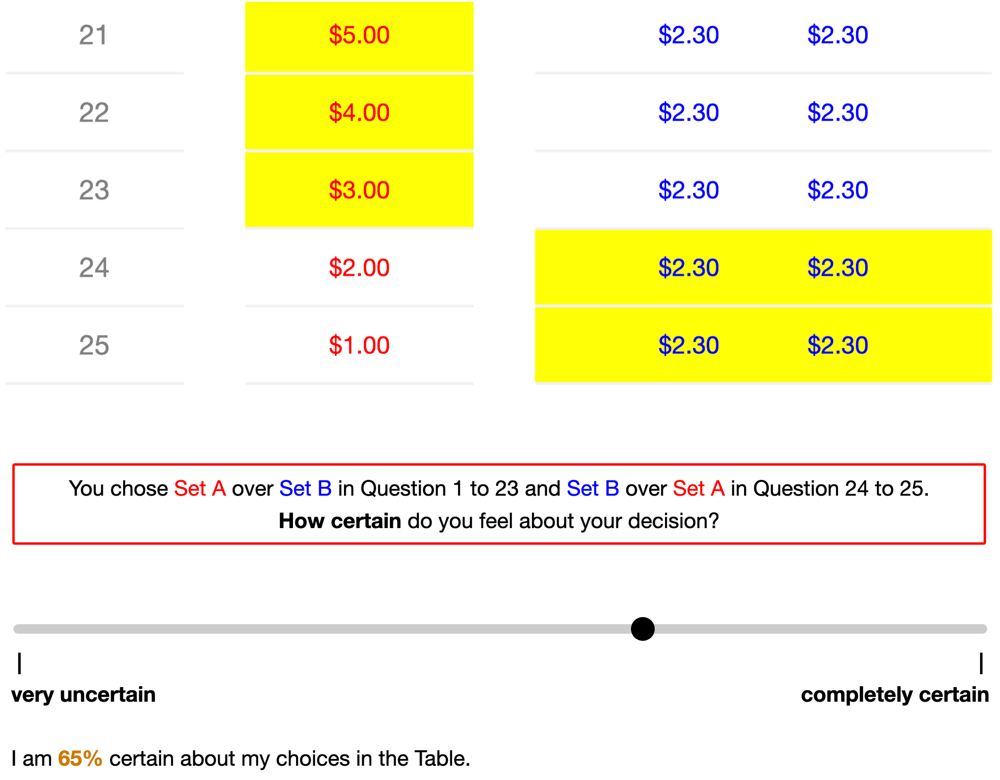 21 $5.00 $2.30 $2.30
22 $4.00 $2.30 $2.30
23 $3.00 $2.30 $2.30
24 $2.00 $2.30 $2.30
25 $1.00 $2.30 $2.30
You chose Set A over Set B in Question 1 to 23 and Set B over Set A in Question 24 to 25.
How certain do you feel about your decision?
very uncertain completely certain
I am 65% certain about my choices in the Table.